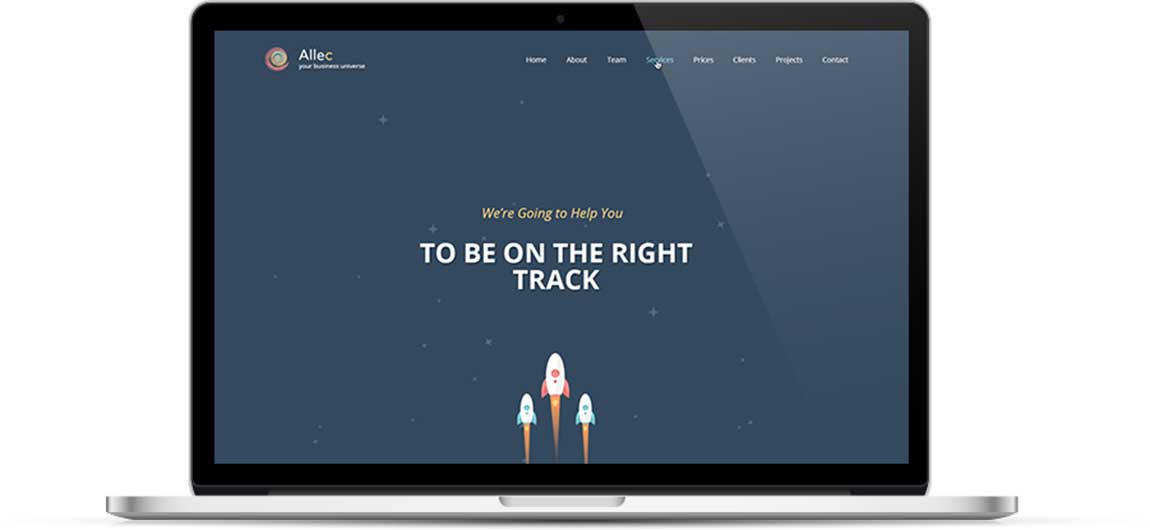 Allec
your business universe
Home About Team Services Prices Clients Projects Contact
We're Going to Help You
TO BE ON THE RIGHT
TRACK